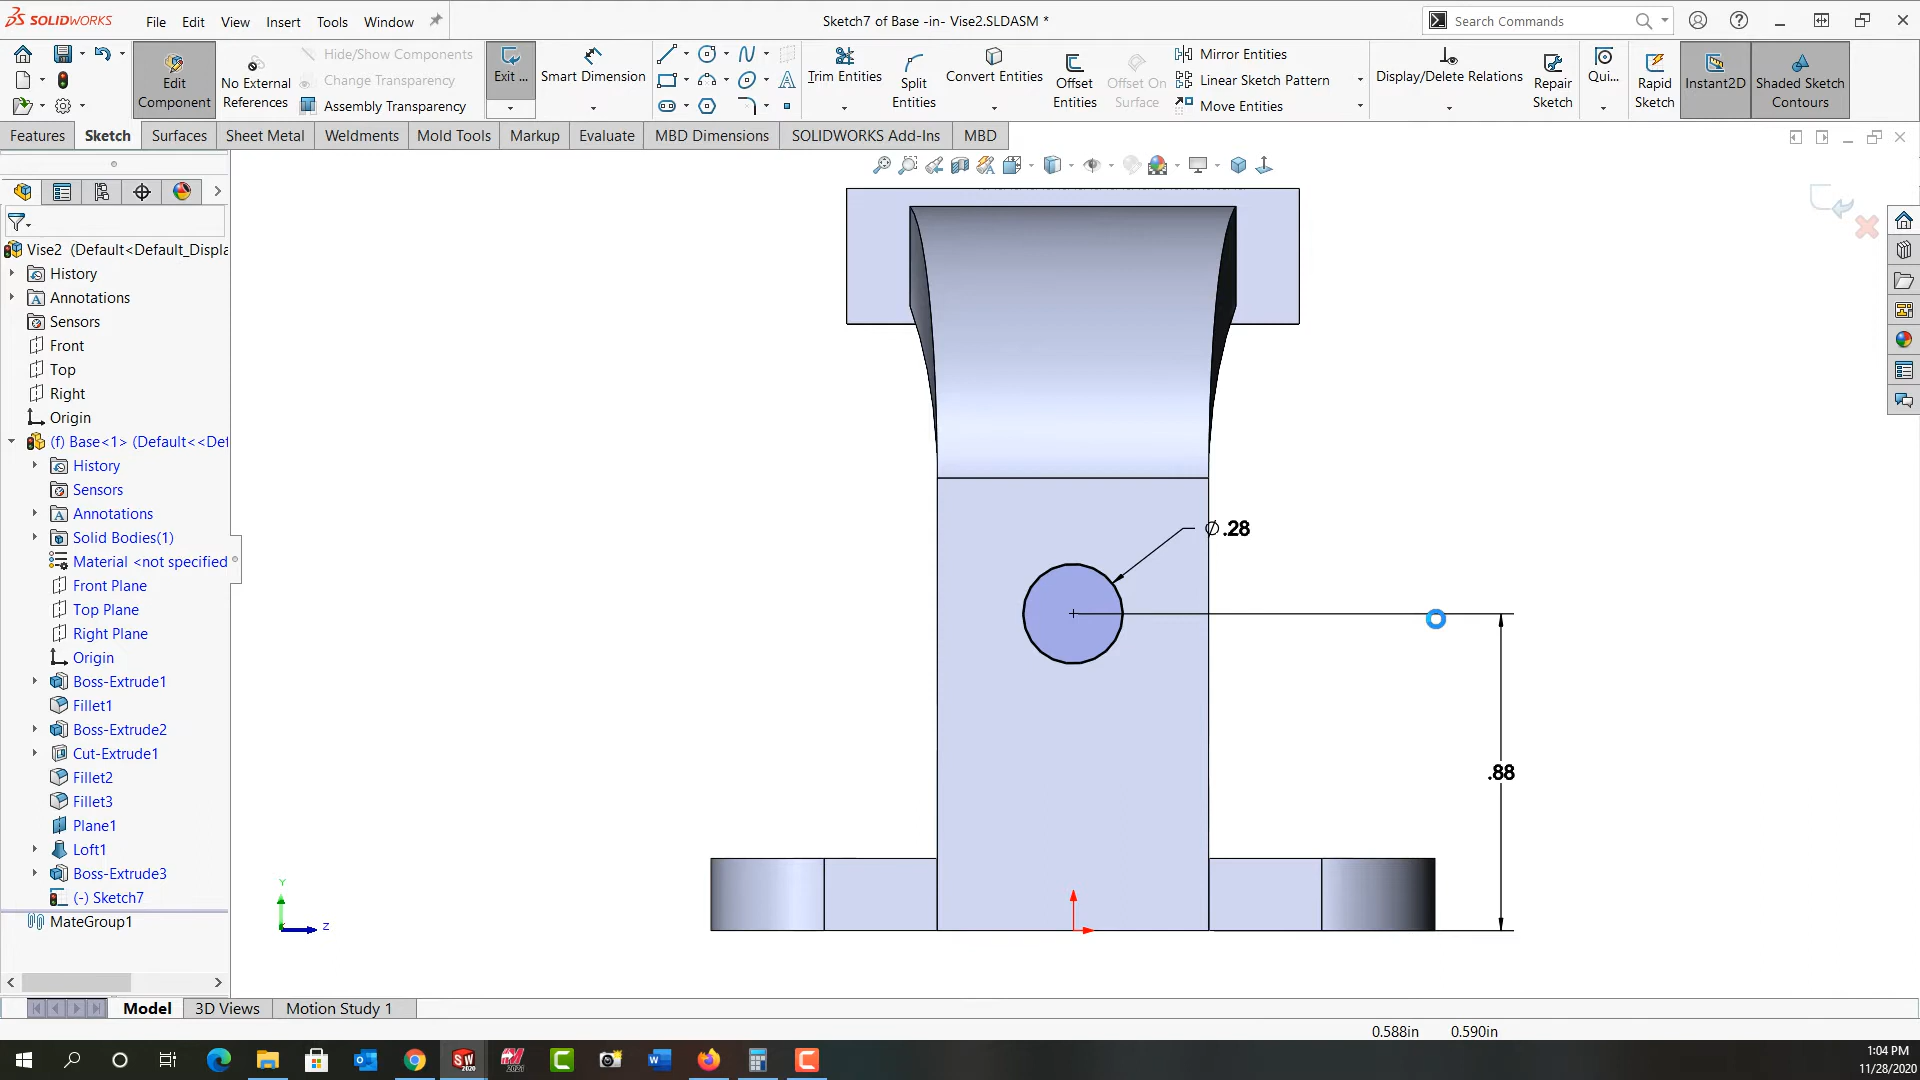 SOLIDWORKS
File Edit View Insert Tools Window
Sketch7 of Base -in- Vise2.SLDASM *
Search Commands
Edit Component
No External References
Hide/Show Components
Change Transparency
Assembly Transparency
Exit ...
Smart Dimension
Trim Entities
Split Entities
Convert Entities
Offset Entities
Offset On Surface
Mirror Entities
Linear Sketch Pattern
Move Entities
Display/Delete Relations
Repair Sketch
Qui...
Rapid Sketch
Instant2D
Shaded Sketch Contours
Features Sketch Surfaces Sheet Metal Weldments Mold Tools Markup Evaluate MBD Dimensions SOLIDWORKS Add-Ins MBD
Vise2 (Default<Default_Displa
History
Annotations
Sensors
Front
Top
Right
Origin
(f) Base<1> (Default<<Def
History
Sensors
Annotations
Solid Bodies(1)
Material <not specified
Front Plane
Top Plane
Right Plane
Origin
Boss-Extrude1
Fillet1
Boss-Extrude2
Cut-Extrude1
Fillet2
Fillet3
Plane1
Loft1
Boss-Extrude3
(-) Sketch7
MateGroup1
∅ .28
.88
Y
Z
Model 3D Views Motion Study 1
0.588in 0.590in
1:04 PM
11/28/2020